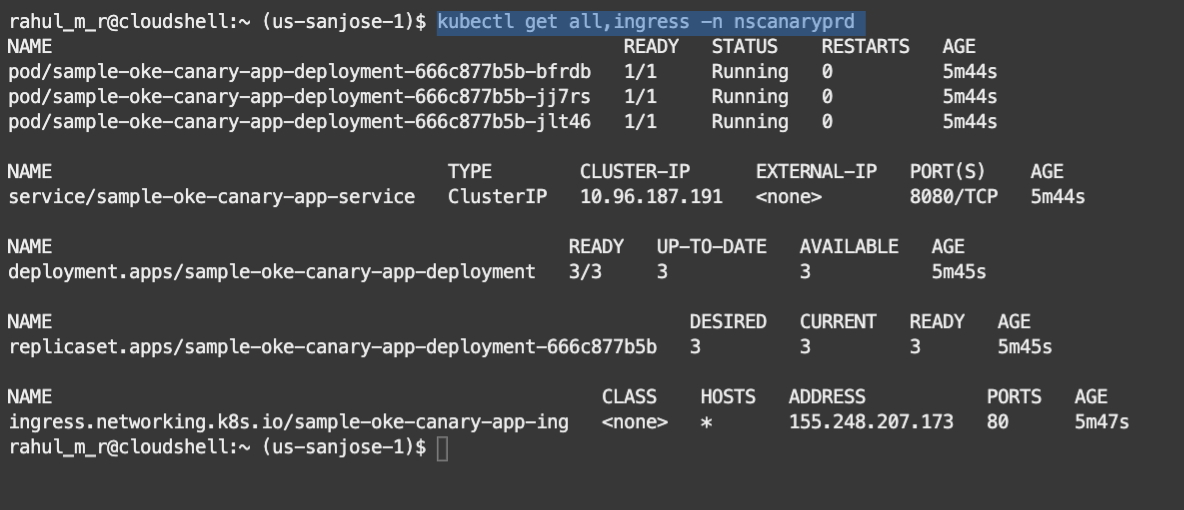 rahul_m_r@cloudshell:~ (us-sanjose-1)$ kubectl get all,ingress -n nscanaryprd
NAME READY STATUS RESTARTS AGE
pod/sample-oke-canary-app-deployment-666c877b5b-bfrdb 1/1 Running 0 5m44s
pod/sample-oke-canary-app-deployment-666c877b5b-jj7rs 1/1 Running 0 5m44s
pod/sample-oke-canary-app-deployment-666c877b5b-jlt46 1/1 Running 0 5m44s
NAME TYPE CLUSTER-IP EXTERNAL-IP PORT(S) AGE
service/sample-oke-canary-app-service ClusterIP 10.96.187.191 <none> 8080/TCP 5m44s
NAME READY UP-TO-DATE AVAILABLE AGE
deployment.apps/sample-oke-canary-app-deployment 3/3 3 3 5m45s
NAME DESIRED CURRENT READY AGE
replicaset.apps/sample-oke-canary-app-deployment-666c877b5b 3 3 3 5m45s
NAME CLASS HOSTS ADDRESS PORTS AGE
ingress.networking.k8s.io/sample-oke-canary-app-ing <none> * 155.248.207.173 80 5m47s
rahul_m_r@cloudshell:~ (us-sanjose-1)$